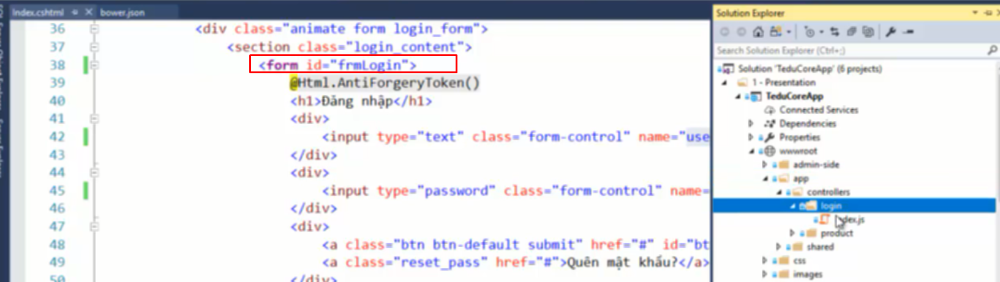 Index.cshtml
bower.json
36 <div class="animate form login_form">
37 <section class="login_content">
38 <form id="frmLogin">
39 @Html.AntiForgeryToken()
40 <h1>Đăng nhập</h1>
41 <div>
42 <input type="text" class="form-control" name="use
43 </div>
44 <div>
45 <input type="password" class="form-control" name=
46 </div>
47 <div>
48 <a class="btn btn-default submit" href="#" id="bt
49 <a class="reset_pass" href="#">Quên mật khẩu?</a>
50 </div>
Solution Explorer
Search Solution Explorer (Ctrl+;)
Solution 'TeduCoreApp' (6 projects)
1 - Presentation
TeduCoreApp
Connected Services
Dependencies
Properties
wwwroot
admin-side
app
controllers
login
index.js
product
shared
css
images